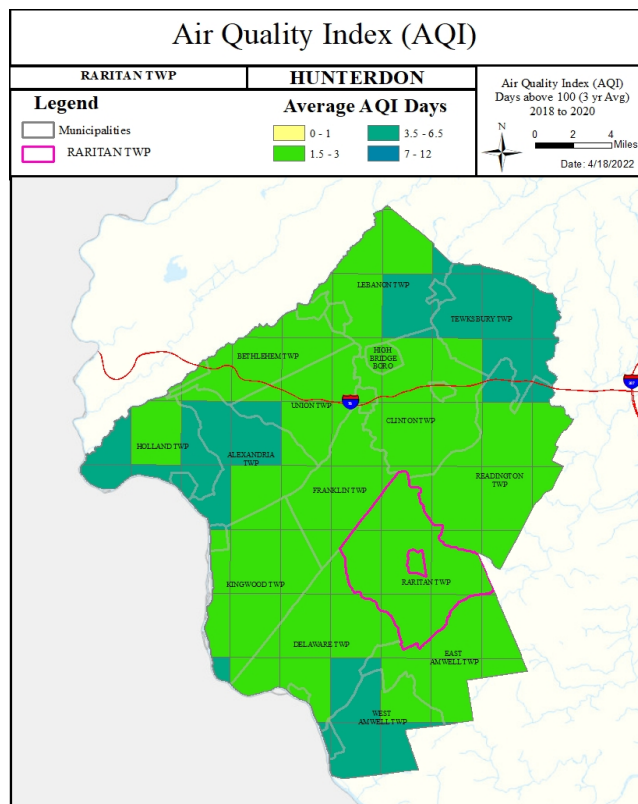 Air Quality Index (AQI)
RARITAN TWP
HUNTERDON
Legend
Municipalities
RARITAN TWP
Average AQI Days
0 - 1
1.5 - 3
3.5 - 6.5
7 - 12
Air Quality Index (AQI)
Days above 100 (3 yr Avg)
2018 to 2020
N
0 2 4
Miles
Date: 4/18/2022
LEBANON TWP
TEWKSBURY TWP
BETHLEHEM TWP
HIGH
BRIDGE
BORO
UNION TWP
CLINTON TWP
HOLLAND TWP
ALEXANDRIA
TWP
READINGTON
TWP
FRANKLIN TWP
KINGWOOD TWP
RARITAN TWP
DELAWARE TWP
EAST
AMWELL TWP
WEST
AMWELL TWP